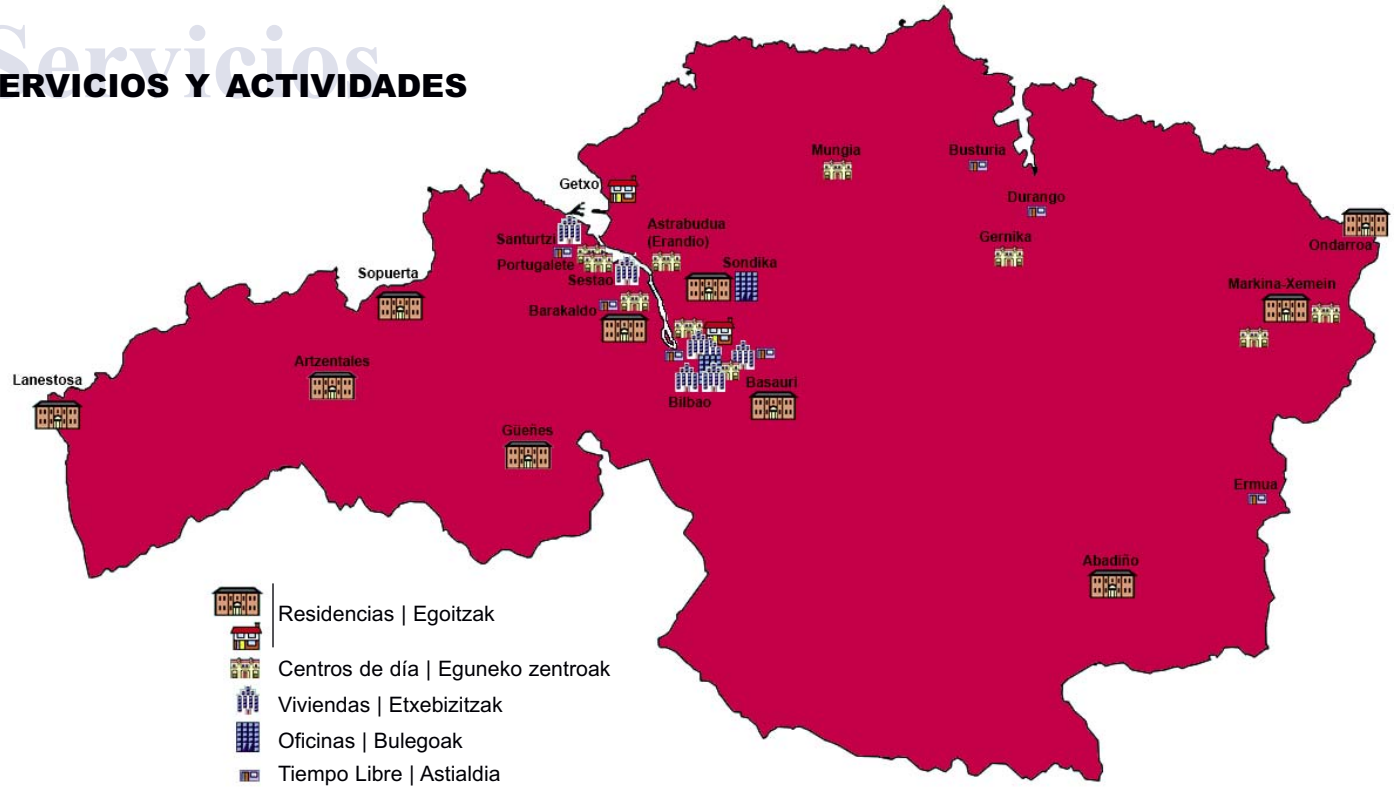 Servicios
ERVICIOS Y ACTIVIDADES
Mungia
Busturia
Getxo
Durango
Astrabudua
(Erandio)
Santurtzi
Gernika
Ondarroa
Portugalete
Sondika
Sestao
Sopuerta
Markina-Xemein
Barakaldo
Artzentales
Lanestosa
Basauri
Bilbao
Güeñes
Ermua
Abadiño
Residencias | Egoitzak
Centros de día | Eguneko zentroak
Viviendas | Etxebizitzak
Oficinas | Bulegoak
Tiempo Libre | Astialdia